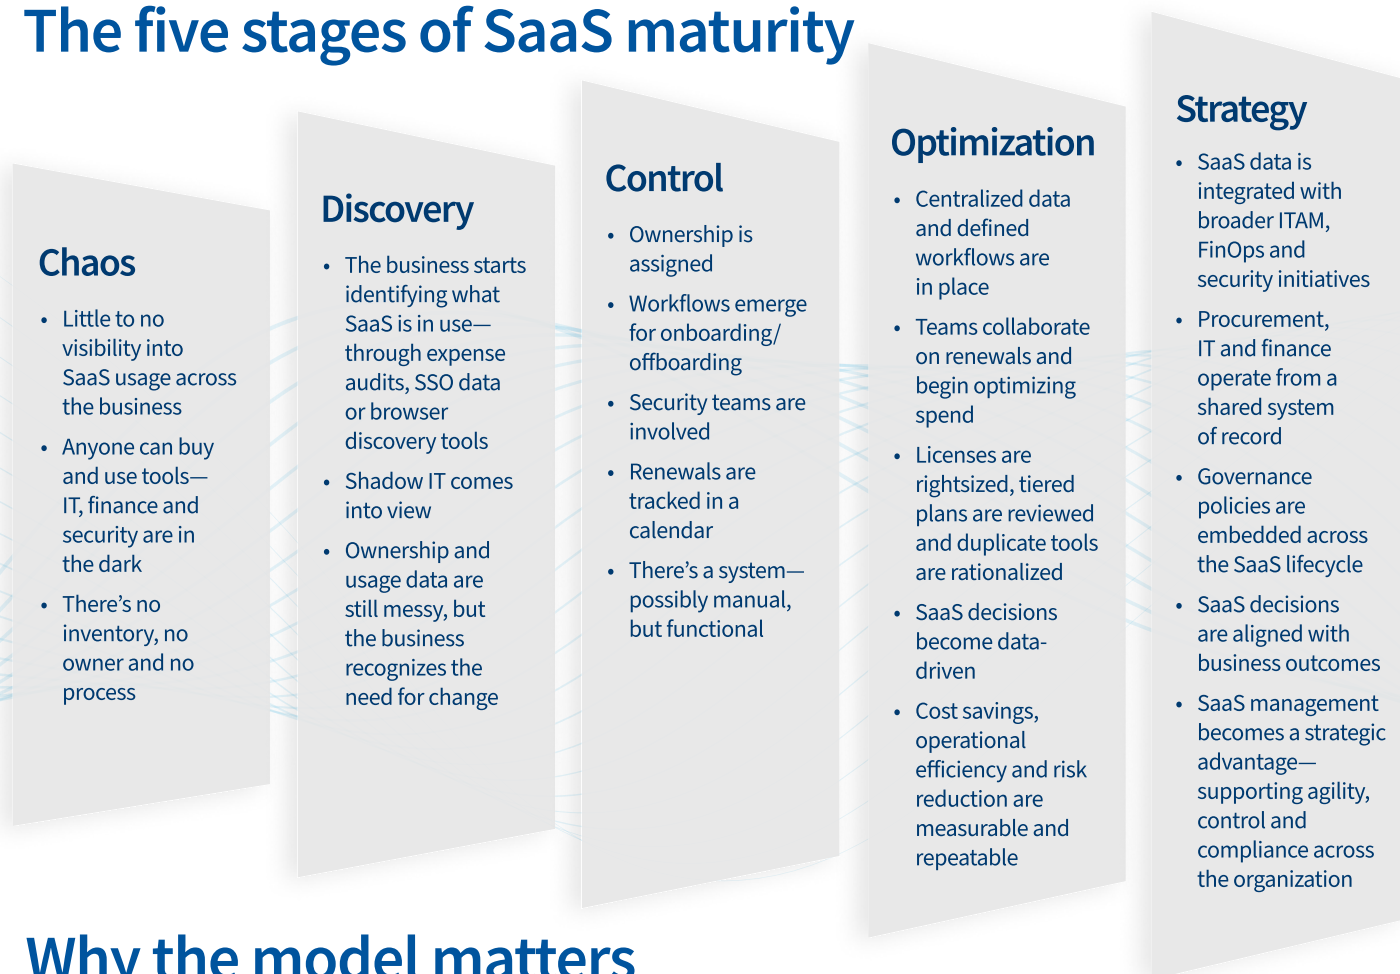 The five stages of SaaS maturity
Chaos
• Little to no
visibility into
SaaS usage across
the business
• Anyone can buy
and use tools—
IT, finance and
security are in
the dark
• There’s no
inventory, no
owner and no
process
Discovery
• The business starts
identifying what
SaaS is in use—
through expense
audits, SSO data
or browser
discovery tools
• Shadow IT comes
into view
• Ownership and
usage data are
still messy, but
the business
recognizes the
need for change
Control
• Ownership is
assigned
• Workflows emerge
for onboarding/
offboarding
• Security teams are
involved
• Renewals are
tracked in a
calendar
• There’s a system—
possibly manual,
but functional
Optimization
• Centralized data
and defined
workflows are
in place
• Teams collaborate
on renewals and
begin optimizing
spend
• Licenses are
rightsized, tiered
plans are reviewed
and duplicate tools
are rationalized
• SaaS decisions
become data-
driven
• Cost savings,
operational
efficiency and risk
reduction are
measurable and
repeatable
Strategy
• SaaS data is
integrated with
broader ITAM,
FinOps and
security initiatives
• Procurement,
IT and finance
operate from a
shared system
of record
• Governance
policies are
embedded across
the SaaS lifecycle
• SaaS decisions
are aligned with
business outcomes
• SaaS management
becomes a strategic
advantage—
supporting agility,
control and
compliance across
the organization
Why the model matters